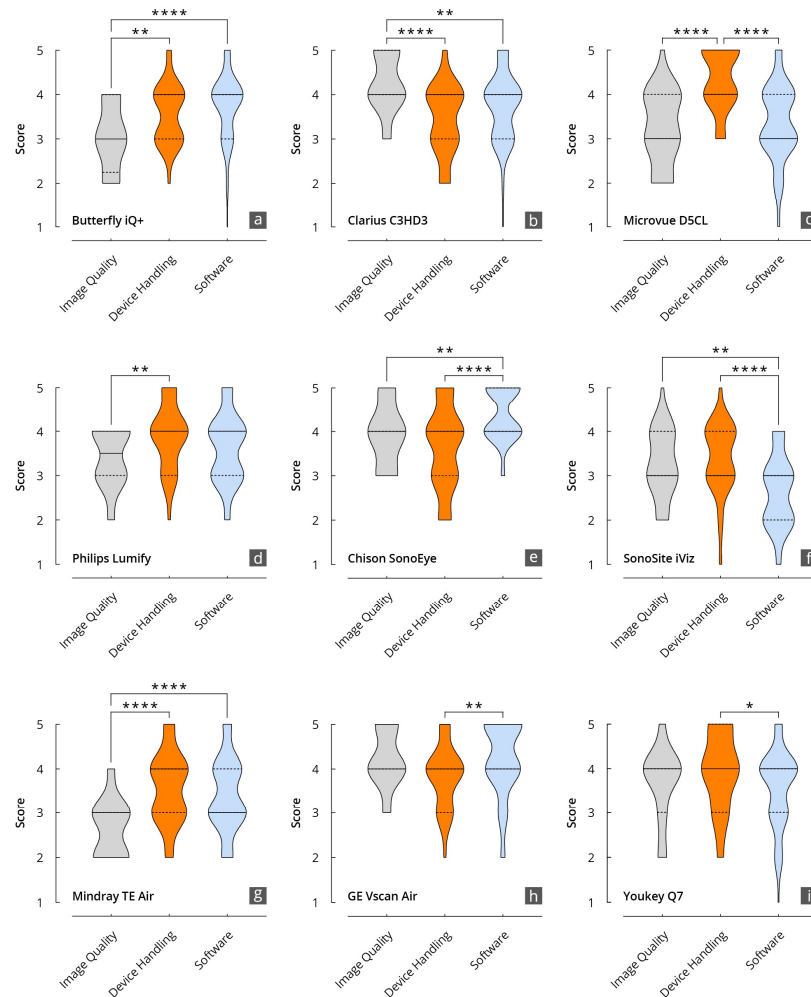 **** **
** **** **** ****
5 5 5
4 4 4
Score 3 Score 3 Score 3
2 2 2
Butterfly iQ+ a Clarius C3HD3 b Microvue D5CL c
1 1 1
Image Quality Device Handling Software Image Quality Device Handling Software Image Quality Device Handling Software
** **
** **** ****
5 5 5
4 4 4
Score 3 Score 3 Score 3
2 2 2
Philips Lumify d Chison SonoEye e SonoSite iViz f
1 1 1
Image Quality Device Handling Software Image Quality Device Handling Software Image Quality Device Handling Software
****
**** ** *
5 5 5
4 4 4
Score 3 Score 3 Score 3
2 2 2
Mindray TE Air g GE Vscan Air h Youkey Q7 i
1 1 1
Image Quality Device Handling Software Image Quality Device Handling Software Image Quality Device Handling Software